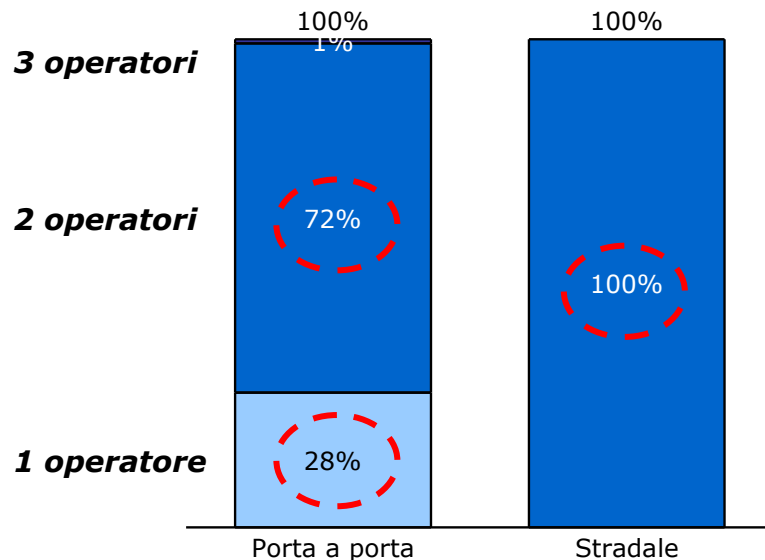 100%
100%
1%
3 operatori
2 operatori
72%
100%
1 operatore
28%
Porta a porta
Stradale